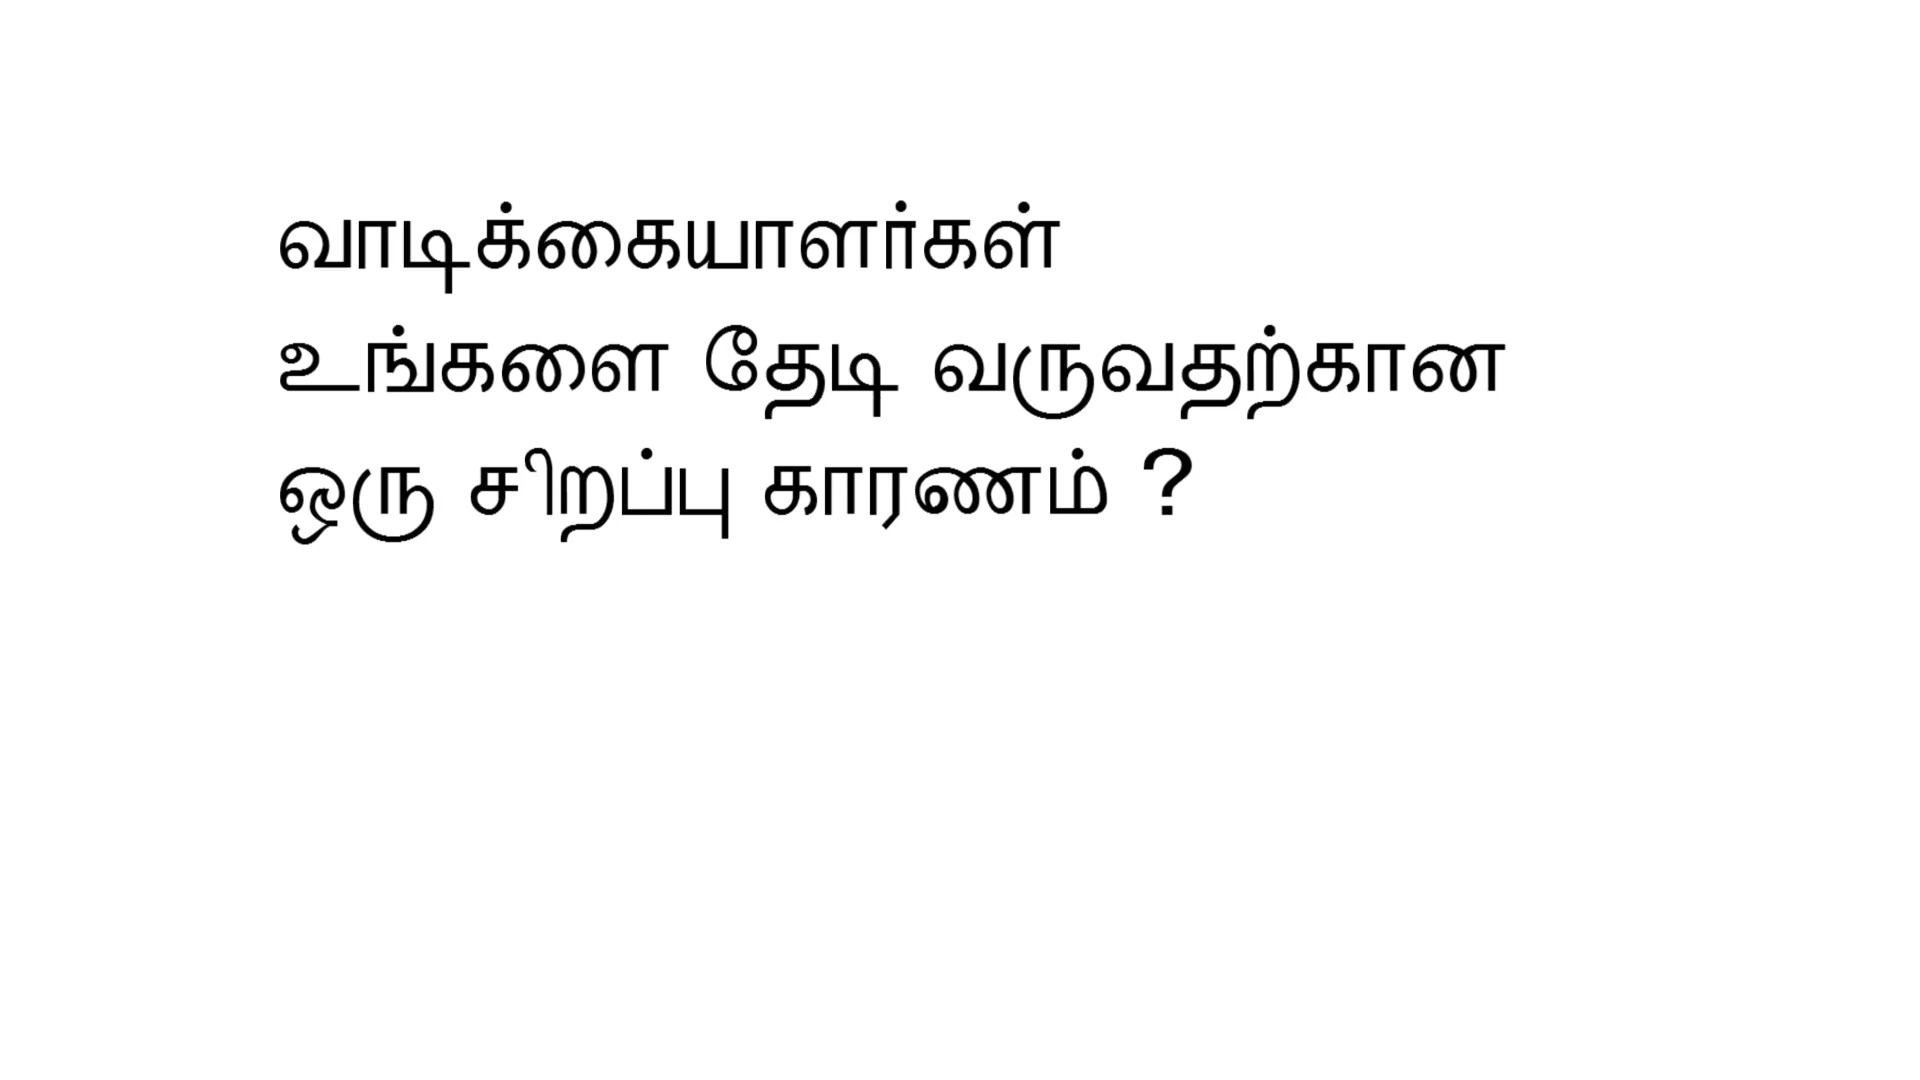 வாடிக்கையாளர்கள்
உங்களை தேடி வருவதற்கான
ஒரு சிறப்பு காரணம் ?